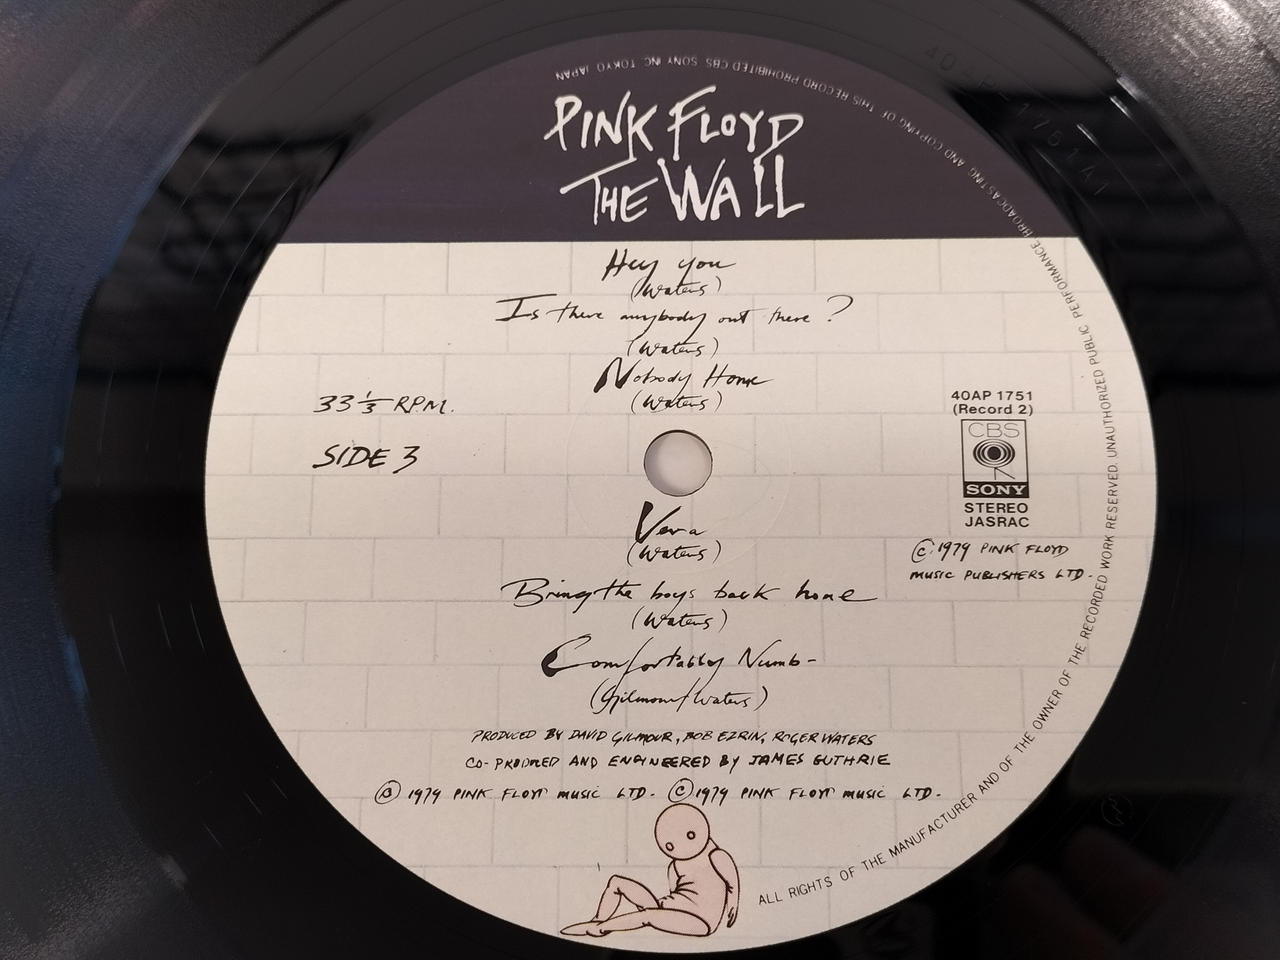 PINK FLOYD
THE WALL
Hey you
(Waters)
Is there anybody out there?
(Waters)
Nobody Home
(Waters)
33 1/3 RPM.
SIDE 3
40AP 1751
(Record 2)
CBS
SONY
STEREO
JASRAC
© 1979 PINK FLOYD
MUSIC PUBLISHERS LTD.
Vera
(Waters)
Bring the boys back home
(Waters)
Comfortably Numb-
(Gilmour/Waters)
PRODUCED BY DAVID GILMOUR, BOB EZRIN, ROGER WATERS
CO-PRODUCED AND ENGINEERED BY JAMES GUTHRIE
Ⓟ 1979 PINK FLOYD MUSIC LTD. © 1979 PINK FLOYD MUSIC LTD.
ALL RIGHTS OF THE MANUFACTURER AND OF THE OWNER OF THE RECORDED WORK RESERVED. UNAUTHORIZED PUBLIC PERFORMANCE BROADCASTING AND COPYING OF THIS RECORD PROHIBITED CBS SONY INC. TOKYO JAPAN